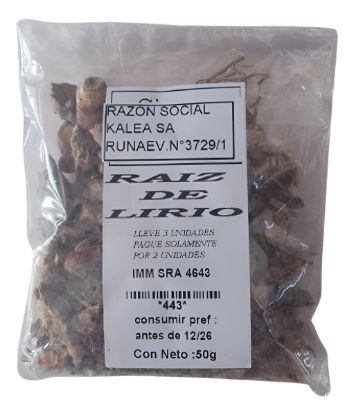 RAZÓN SOCIAL
KALEA SA
RUNAEV.N°3729/1
RAIZ
DE
LIRIO
LLEVE 3 UNIDADES
PAGUE SOLAMENTE
POR 2 UNIDADES
IMM SRA 4643
*443*
consumir pref :
antes de 12/26
Con Neto :50g